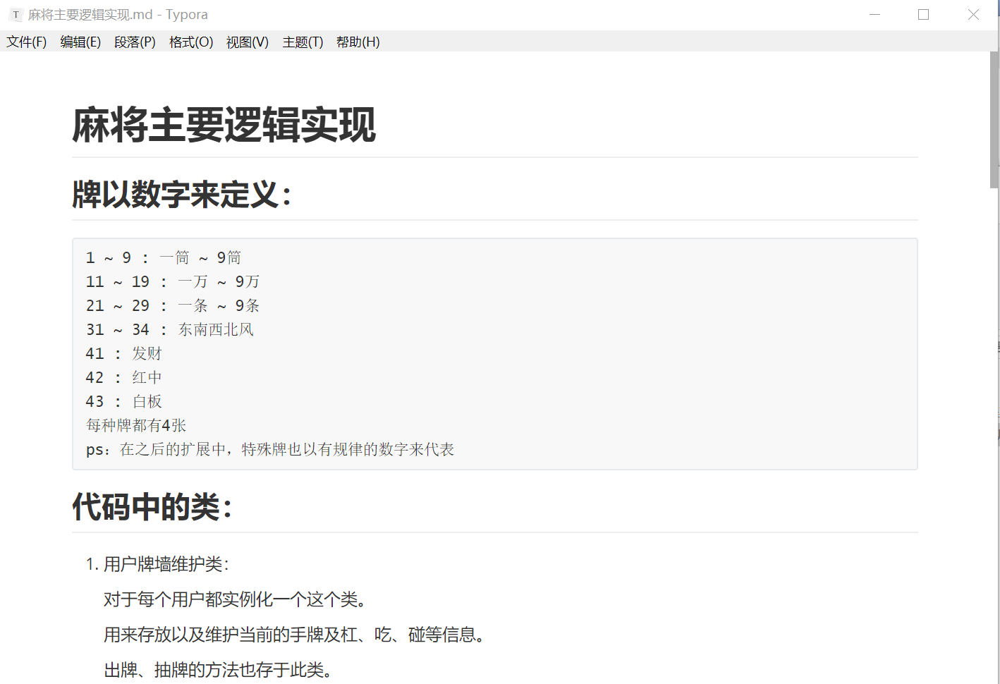 T 麻将主要逻辑实现.md - Typora
文件(F) 编辑(E) 段落(P) 格式(O) 视图(V) 主题(T) 帮助(H)
麻将主要逻辑实现
牌以数字来定义：
1 ~ 9 : 一筒 ~ 9筒
11 ~ 19 : 一万 ~ 9万
21 ~ 29 : 一条 ~ 9条
31 ~ 34 : 东南西北风
41 : 发财
42 : 红中
43 : 白板
每种牌都有4张
ps：在之后的扩展中，特殊牌也以有规律的数字来代表
代码中的类：
1. 用户牌墙维护类：
对于每个用户都实例化一个这个类。
用来存放以及维护当前的手牌及杠、吃、碰等信息。
出牌、抽牌的方法也存于此类。